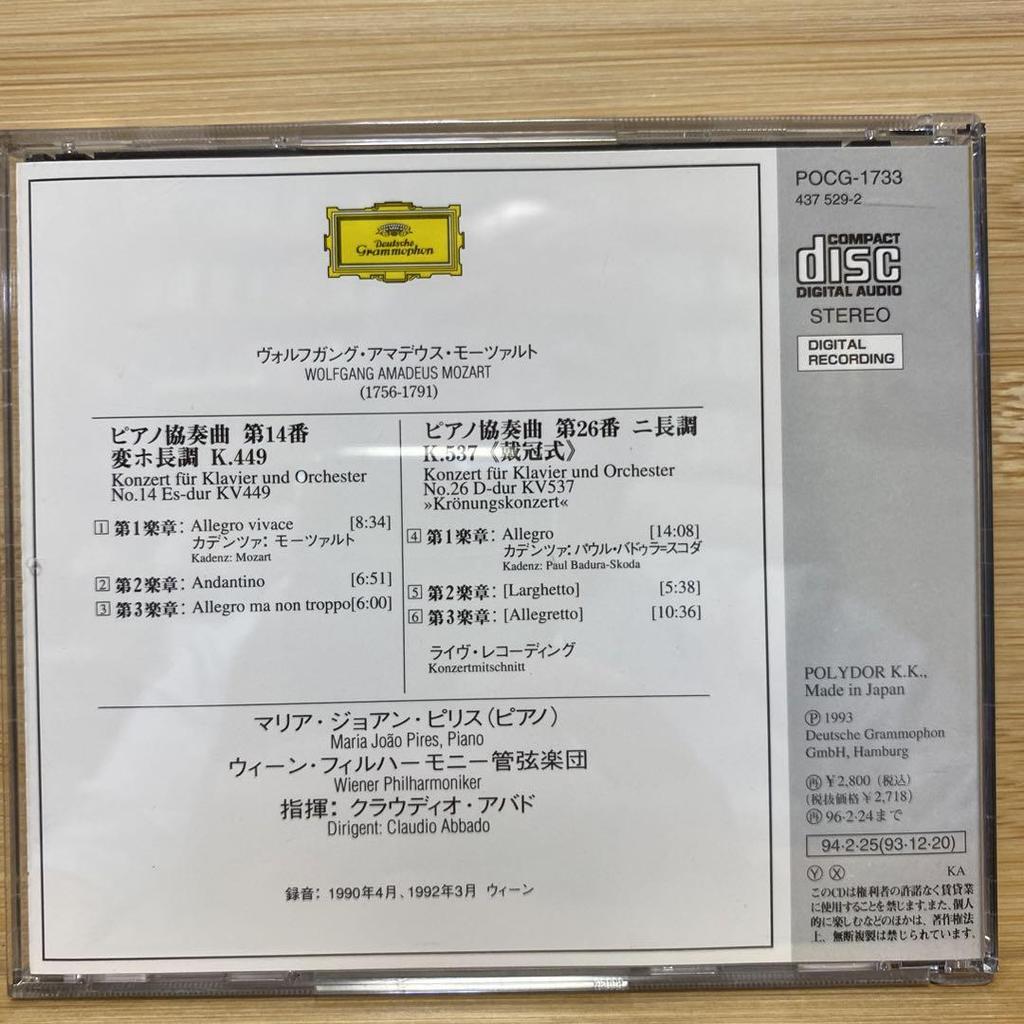 Deutsche
Grammophon
ヴォルフガング・アマデウス・モーツァルト
WOLFGANG AMADEUS MOZART
(1756-1791)
ピアノ協奏曲 第14番
変ホ長調 K.449
Konzert für Klavier und Orchester
No.14 Es-dur KV449
1 第1楽章: Allegro vivace [8:34]
カデンツァ: モーツァルト
Kadenz: Mozart
2 第2楽章: Andantino [6:51]
3 第3楽章: Allegro ma non troppo[6:00]
ピアノ協奏曲 第26番 ニ長調
K.537《戴冠式》
Konzert für Klavier und Orchester
No.26 D-dur KV537
»Krönungskonzert«
4 第1楽章: Allegro [14:08]
カデンツァ: パウル・バドゥラ=スコダ
Kadenz: Paul Badura-Skoda
5 第2楽章: [Larghetto] [5:38]
6 第3楽章: [Allegretto] [10:36]
ライヴ・レコーディング
Konzertmitschnitt
マリア・ジョアン・ピリス(ピアノ)
Maria João Pires, Piano
ウィーン・フィルハーモニー管弦楽団
Wiener Philharmoniker
指揮: クラウディオ・アバド
Dirigent: Claudio Abbado
録音: 1990年4月、1992年3月 ウィーン
POCG-1733
437 529-2
COMPACT
disc
DIGITAL AUDIO
STEREO
DIGITAL
RECORDING
POLYDOR K.K.,
Made in Japan
Ⓟ 1993
Deutsche Grammophon
GmbH, Hamburg
再 ¥2,800 (税込)
(税抜価格¥2,718)
再 96・2・24まで
94・2・25(93・12・20)
Ⓨ Ⓧ KA
このCDは権利者の許諾なく賃貸業
に使用することを禁じます。また、個人
的に楽しむなどのほかは、著作権法
上、無断複製は禁じられています。